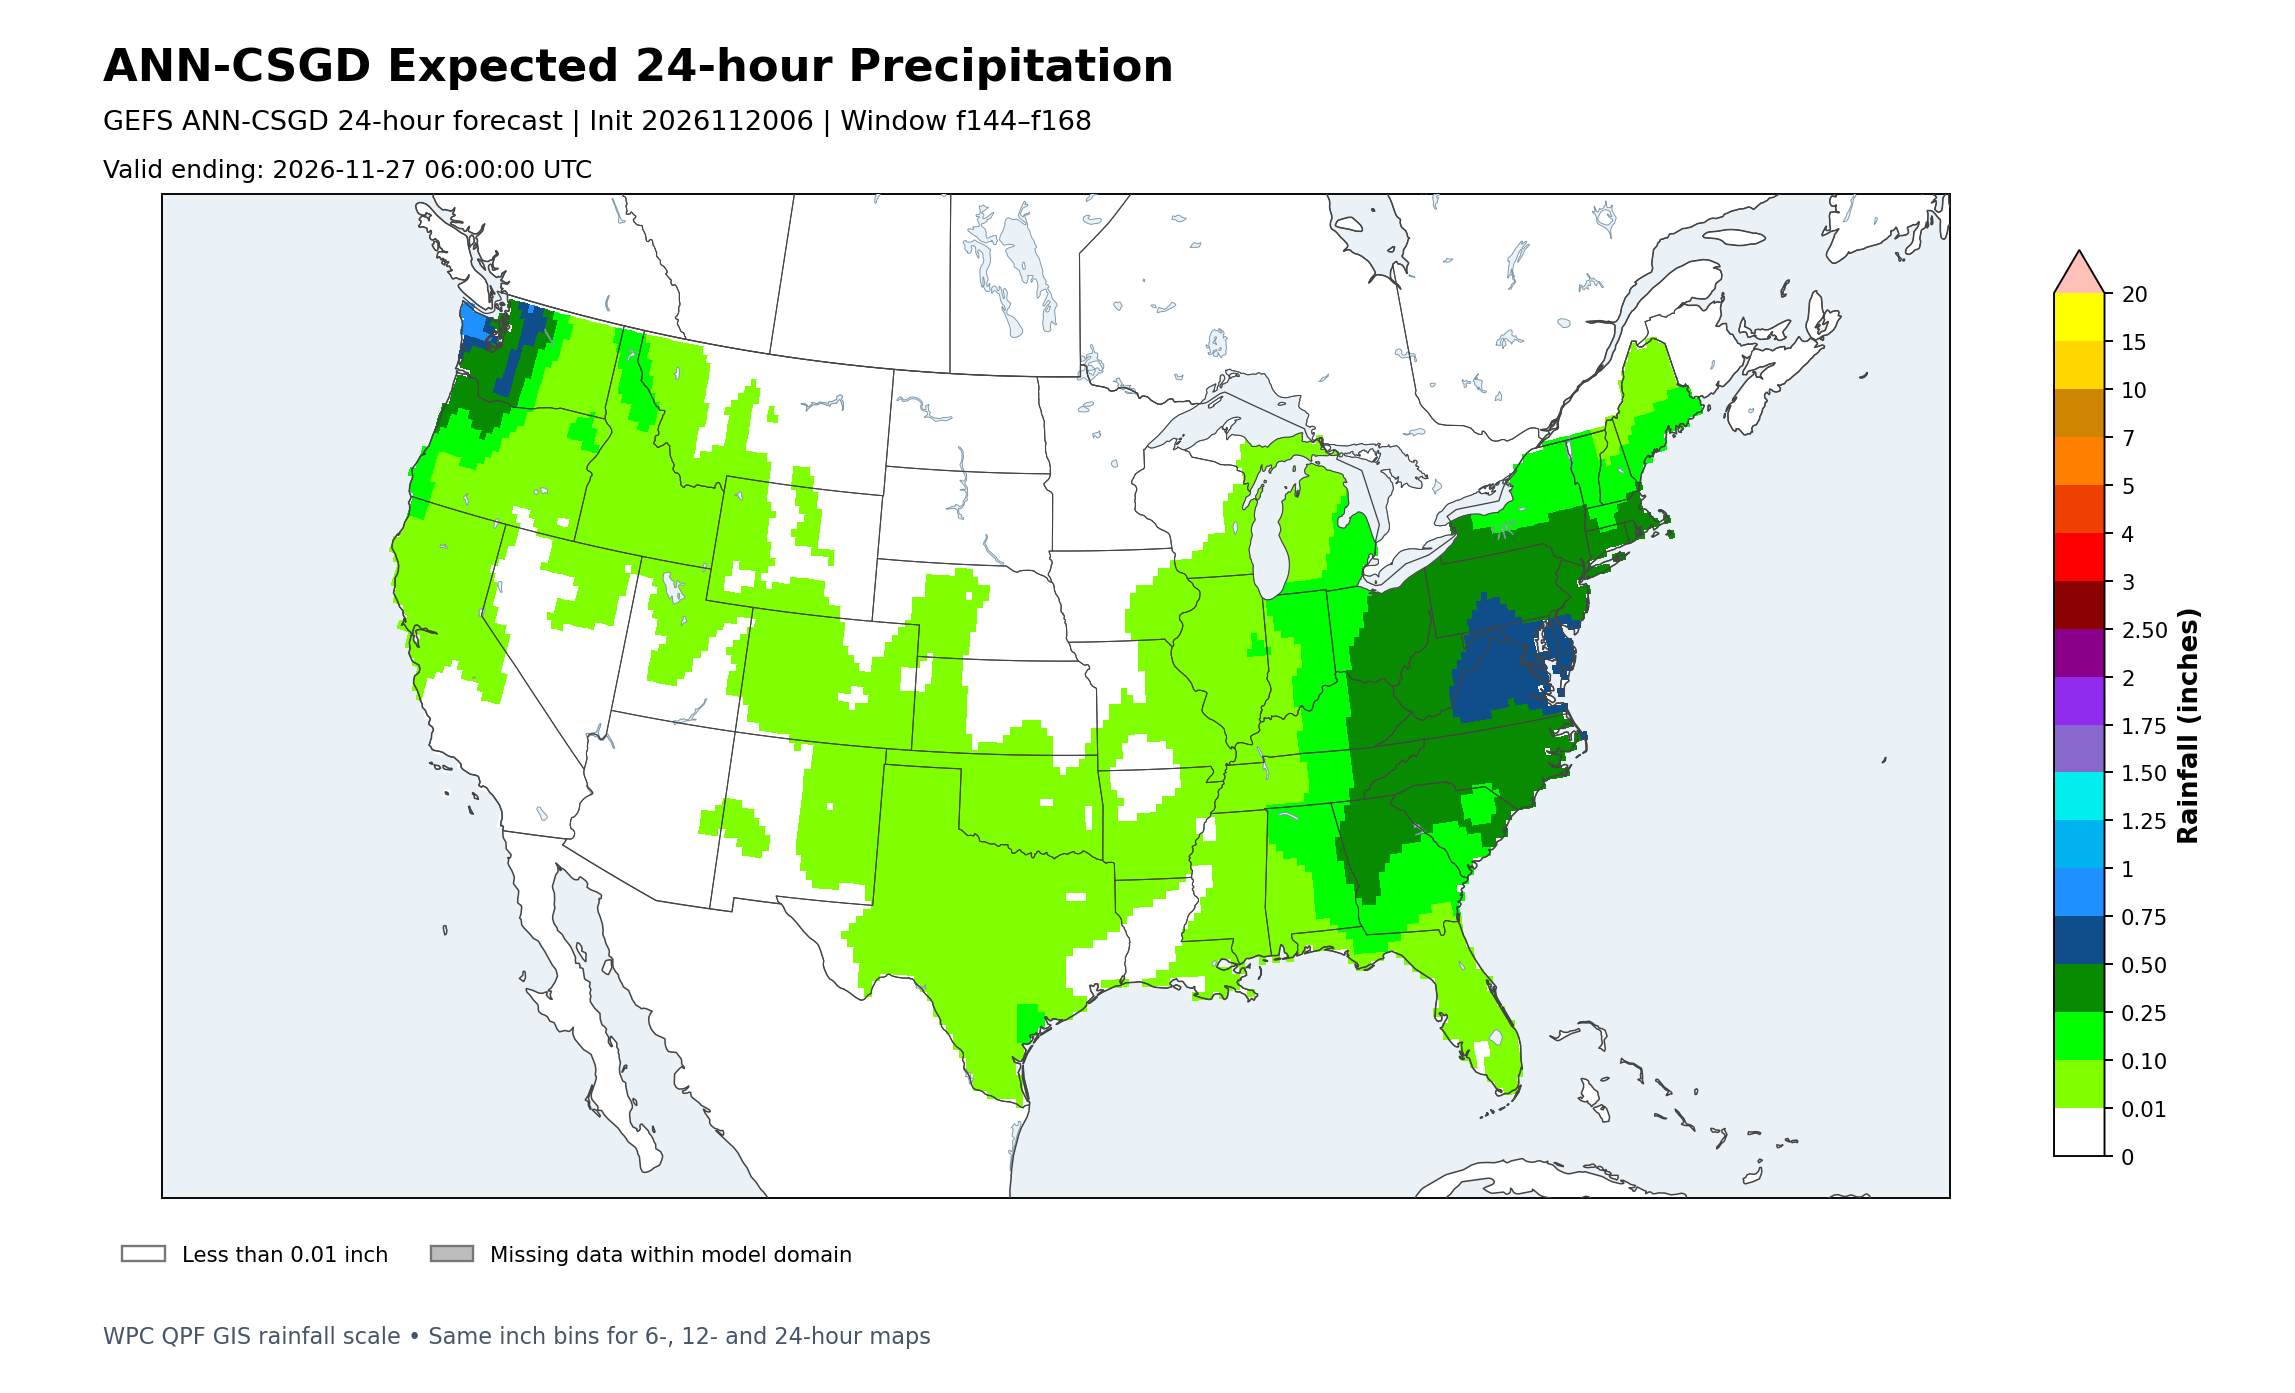 ANN-CSGD Expected 24-hour Precipitation
GEFS ANN-CSGD 24-hour forecast | Init 2026112006 | Window f144–f168
Valid ending: 2026-11-27 06:00:00 UTC
20
15
10
7
5
4
3
2.50
2
1.75
1.50
1.25
1
0.75
0.50
0.25
0.10
0.01
0
Rainfall (inches)
Less than 0.01 inch
Missing data within model domain
WPC QPF GIS rainfall scale • Same inch bins for 6-, 12- and 24-hour maps